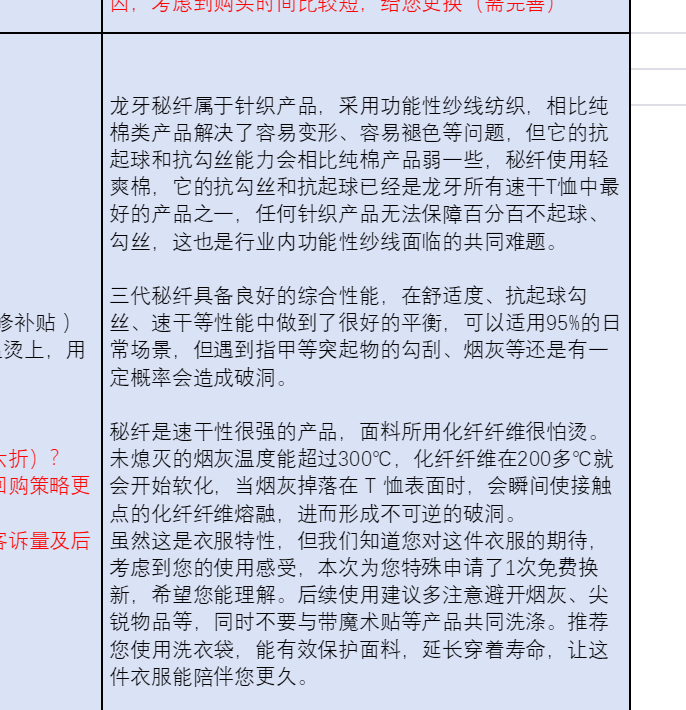 因，考虑到购买时间比较短，给您更换（需完善）
龙牙秘纤属于针织产品，采用功能性纱线纺织，相比纯
棉类产品解决了容易变形、容易褪色等问题，但它的抗
起球和抗勾丝能力会相比纯棉产品弱一些，秘纤使用轻
爽棉，它的抗勾丝和抗起球已经是龙牙所有速干T恤中最
好的产品之一，任何针织产品无法保障百分百不起球、
勾丝，这也是行业内功能性纱线面临的共同难题。
三代秘纤具备良好的综合性能，在舒适度、抗起球勾
丝、速干等性能中做到了很好的平衡，可以适用95%的日
常场景，但遇到指甲等突起物的勾刮、烟灰等还是有一
定概率会造成破洞。
秘纤是速干性很强的产品，面料所用化纤纤维很怕烫。
未熄灭的烟灰温度能超过300℃，化纤纤维在200多℃就
会开始软化，当烟灰掉落在 T 恤表面时，会瞬间使接触
点的化纤纤维熔融，进而形成不可逆的破洞。
虽然这是衣服特性，但我们知道您对这件衣服的期待，
考虑到您的使用感受，本次为您特殊申请了1次免费换
新，希望您能理解。后续使用建议多注意避开烟灰、尖
锐物品等，同时不要与带魔术贴等产品共同洗涤。推荐
您使用洗衣袋，能有效保护面料，延长穿着寿命，让这
件衣服能陪伴您更久。
修补贴 ）
烫上，用
六折）?
回购策略更
客诉量及后